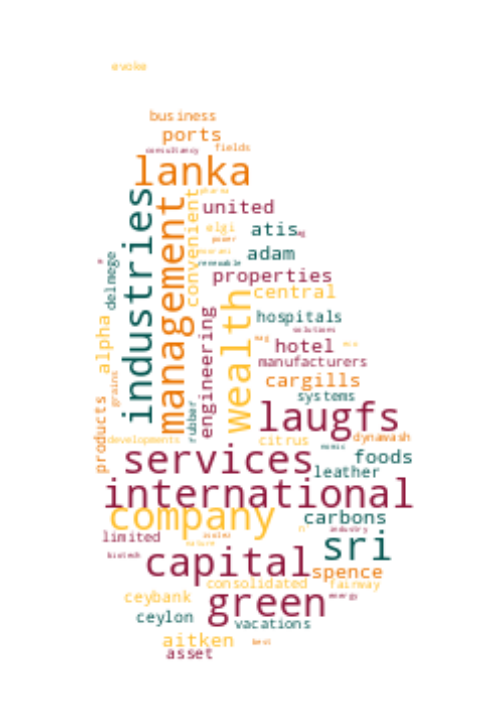 evoke
business
ports
consultancy
fields
lanka
pharma
industries
management
convenient
united
elgi
atis
power
adam
delmege
renewable
properties
wealth
central
engineering
hospitals
solutions
alpha
hotel
manufacturers
grains
cargills
systems
products
rubber
laugfs
developments
citrus
dynawash
services
foods
leather
international
company
carbons
industry
limited
sri
nature
biotech
capital
spence
consolidated
fairway
energy
ceybank
green
ceylon
vacations
aitken
best
asset